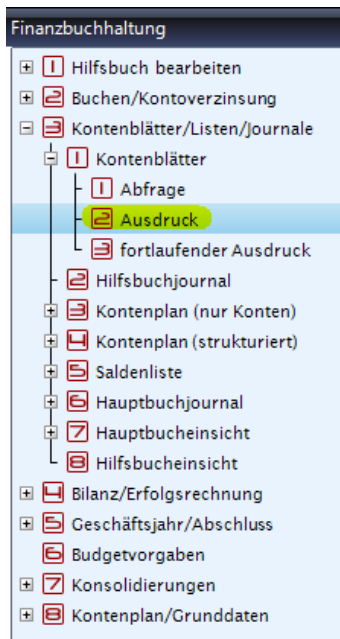 Finanzbuchhaltung
1 Hilfsbuch bearbeiten
2 Buchen/Kontoverzinsung
3 Kontenblätter/Listen/Journale
1 Kontenblätter
1 Abfrage
2 Ausdruck
3 fortlaufender Ausdruck
2 Hilfsbuchjournal
3 Kontenplan (nur Konten)
4 Kontenplan (strukturiert)
5 Saldenliste
6 Hauptbuchjournal
7 Hauptbucheinsicht
8 Hilfsbucheinsicht
4 Bilanz/Erfolgsrechnung
5 Geschäftsjahr/Abschluss
6 Budgetvorgaben
7 Konsolidierungen
8 Kontenplan/Grunddaten